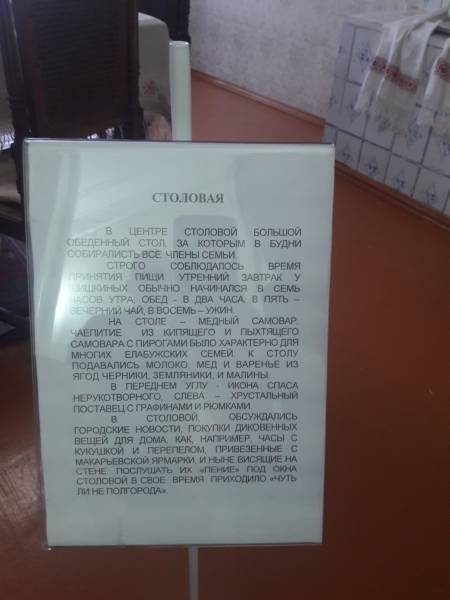 СТОЛОВАЯ
В ЦЕНТРЕ СТОЛОВОЙ БОЛЬШОЙ
ОБЕДЕННЫЙ СТОЛ, ЗА КОТОРЫМ В БУДНИ
СОБИРАЛИСТЬ ВСЕ ЧЛЕНЫ СЕМЬИ.
СТРОГО СОБЛЮДАЛОСЬ ВРЕМЯ
ПРИНЯТИЯ ПИЩИ УТРЕННИЙ ЗАВТРАК У
ШИШКИНЫХ ОБЫЧНО НАЧИНАЛСЯ В СЕМЬ
ЧАСОВ УТРА, ОБЕД - В ДВА ЧАСА, В ПЯТЬ –
ВЕЧЕРНИЙ ЧАЙ, В ВОСЕМЬ – УЖИН.
НА СТОЛЕ – МЕДНЫЙ САМОВАР.
ЧАЕПИТИЕ ИЗ КИПЯЩЕГО И ПЫХТЯЩЕГО
САМОВАРА С ПИРОГАМИ БЫЛО ХАРАКТЕРНО ДЛЯ
МНОГИХ ЕЛАБУЖСКИХ СЕМЕЙ. К СТОЛУ
ПОДАВАЛИСЬ МОЛОКО, МЕД И ВАРЕНЬЕ ИЗ
ЯГОД ЧЕРНИКИ, ЗЕМЛЯНИКИ, И МАЛИНЫ.
В ПЕРЕДНЕМ УГЛУ - ИКОНА СПАСА
НЕРУКОТВОРНОГО, СЛЕВА – ХРУСТАЛЬНЫЙ
ПОСТАВЕЦ С ГРАФИНАМИ И РЮМКАМИ.
В СТОЛОВОЙ, ОБСУЖДАЛИСЬ
ГОРОДСКИЕ НОВОСТИ, ПОКУПКИ ДИКОВЕННЫХ
ВЕЩЕЙ ДЛЯ ДОМА, КАК, НАПРИМЕР, ЧАСЫ С
КУКУШКОЙ И ПЕРЕПЕЛОМ, ПРИВЕЗЕННЫЕ С
МАКАРЬЕВСКОЙ ЯРМАРКИ, И НЫНЕ ВИСЯЩИЕ НА
СТЕНЕ. ПОСЛУШАТЬ ИХ «ПЕНИЕ» ПОД ОКНА
СТОЛОВОЙ В СВОЕ ВРЕМЯ ПРИХОДИЛО «ЧУТЬ
ЛИ НЕ ПОЛГОРОДА».